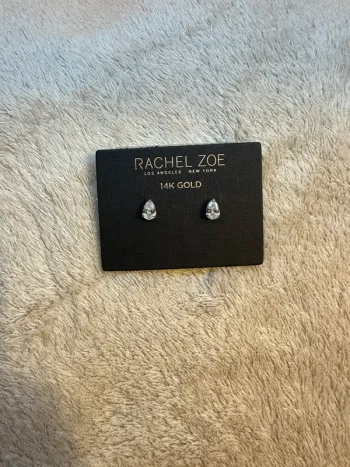 RACHEL ZOE
LOS ANGELES NEW YORK
14K GOLD